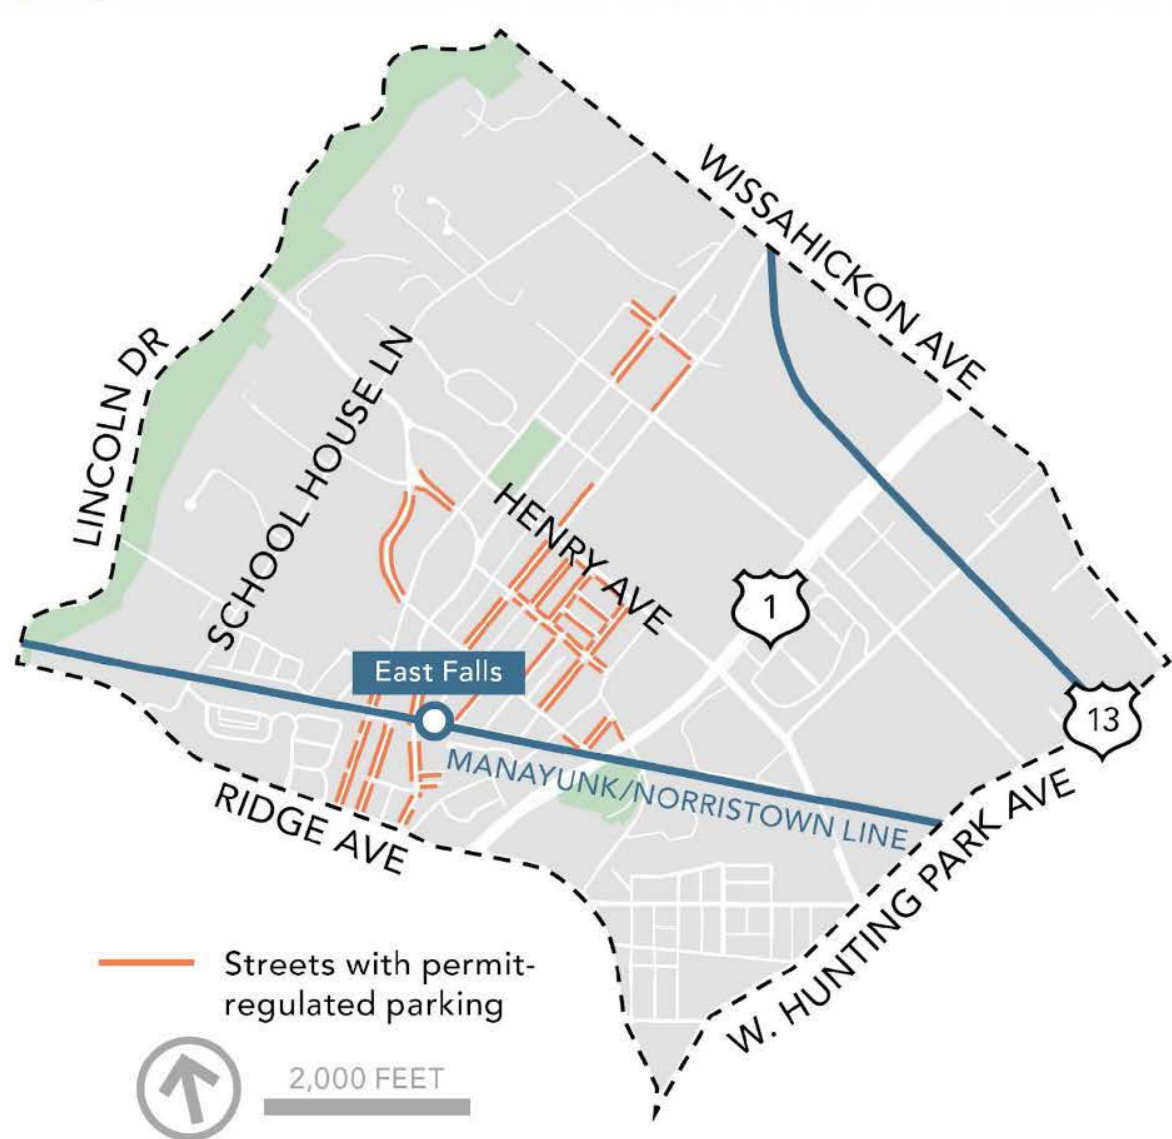 WISSAHICKON AVE
LINCOLN DR
SCHOOL HOUSE LN
HENRY AVE
1
East Falls
13
MANAYUNK/NORRISTOWN LINE
RIDGE AVE
W. HUNTING PARK AVE
Streets with permit-
regulated parking
2,000 FEET